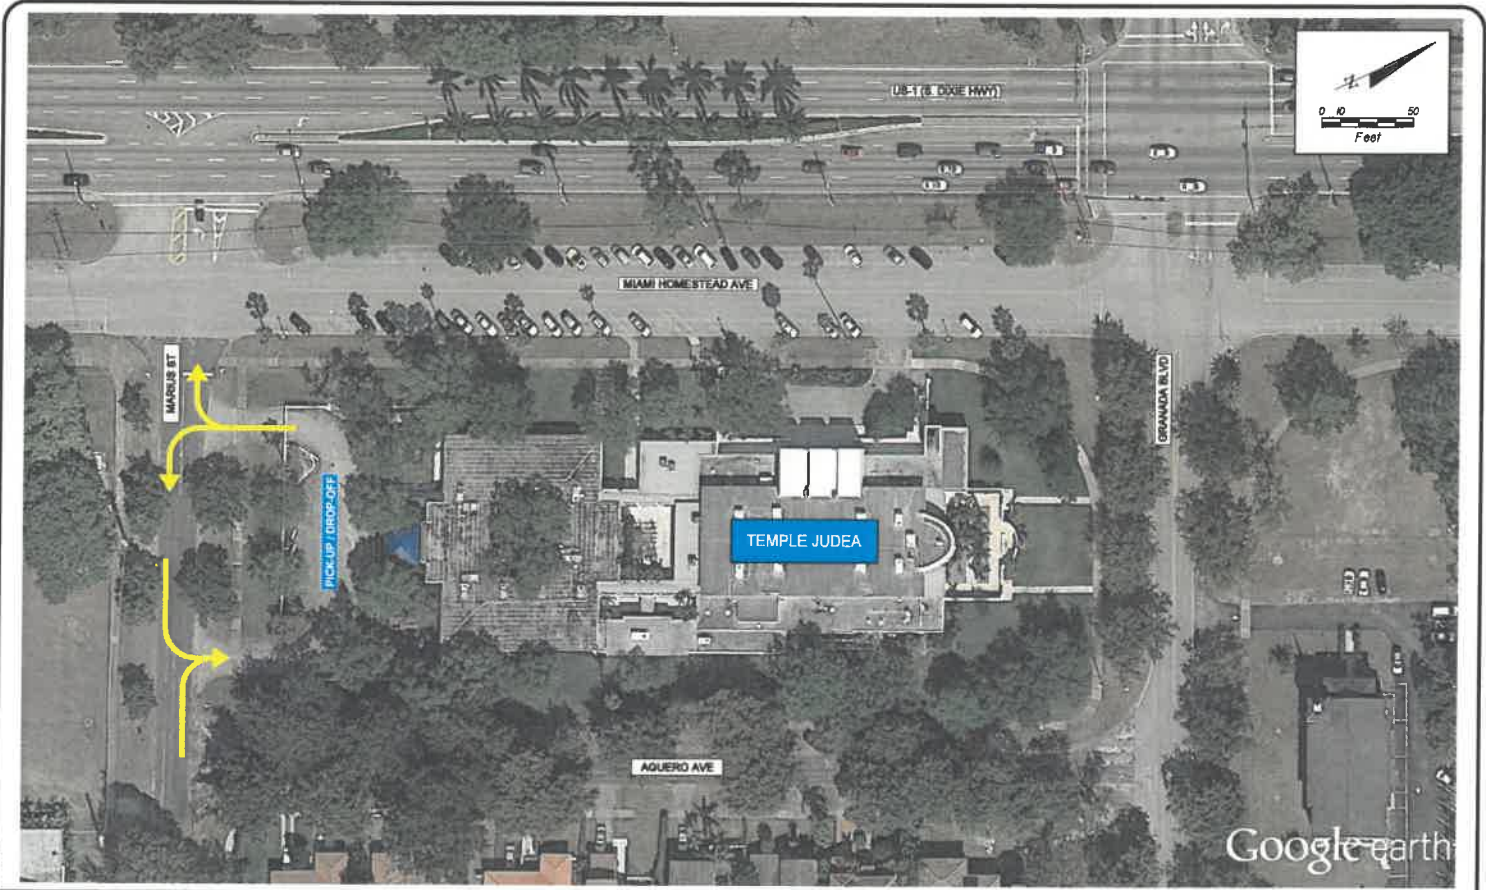 US-1 (S. DIXIE HWY)
N
0 10 50
Feet
MIAMI HOMESTEAD AVE
MARIUS ST
GRANADA BLVD
PICK-UP / DROP-OFF
TEMPLE JUDEA
AGUERO AVE
Google earth